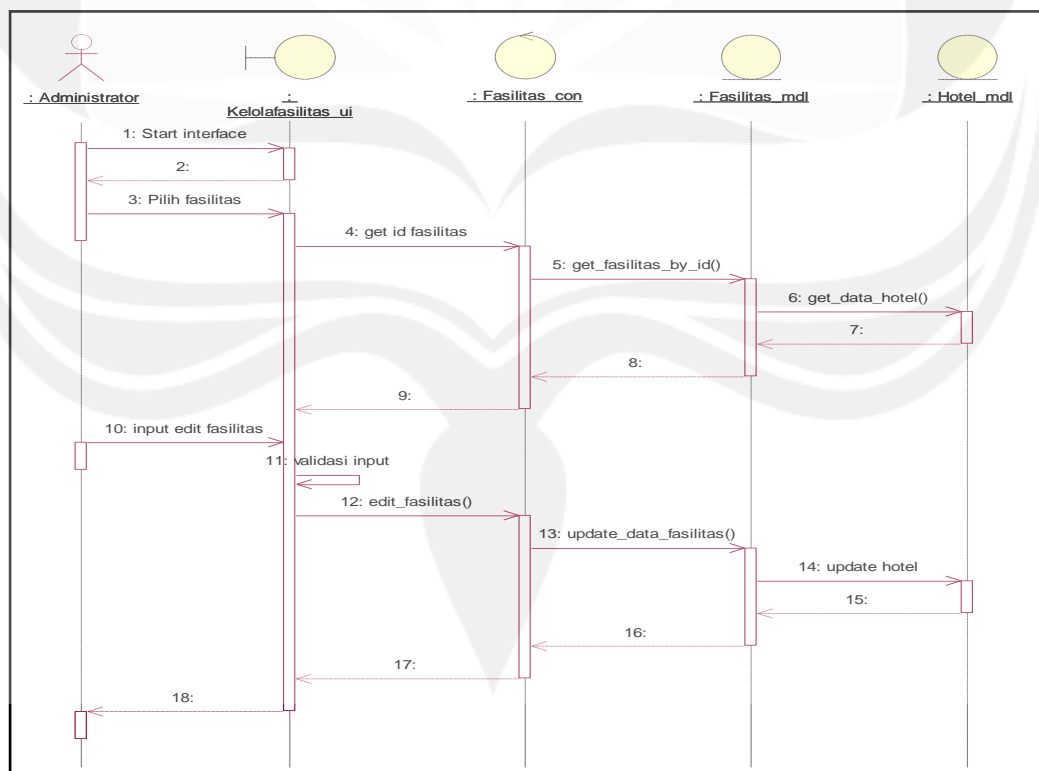 : Administrator
:
Kelolafasilitas_ui
: Fasilitas_con
: Fasilitas_mdl
: Hotel_mdl
1: Start interface
2:
3: Pilih fasilitas
4: get id fasilitas
5: get_fasilitas_by_id()
6: get_data_hotel()
7:
8:
9:
10: input edit fasilitas
11: validasi input
12: edit_fasilitas()
13: update_data_fasilitas()
14: update hotel
15:
16:
17:
18: